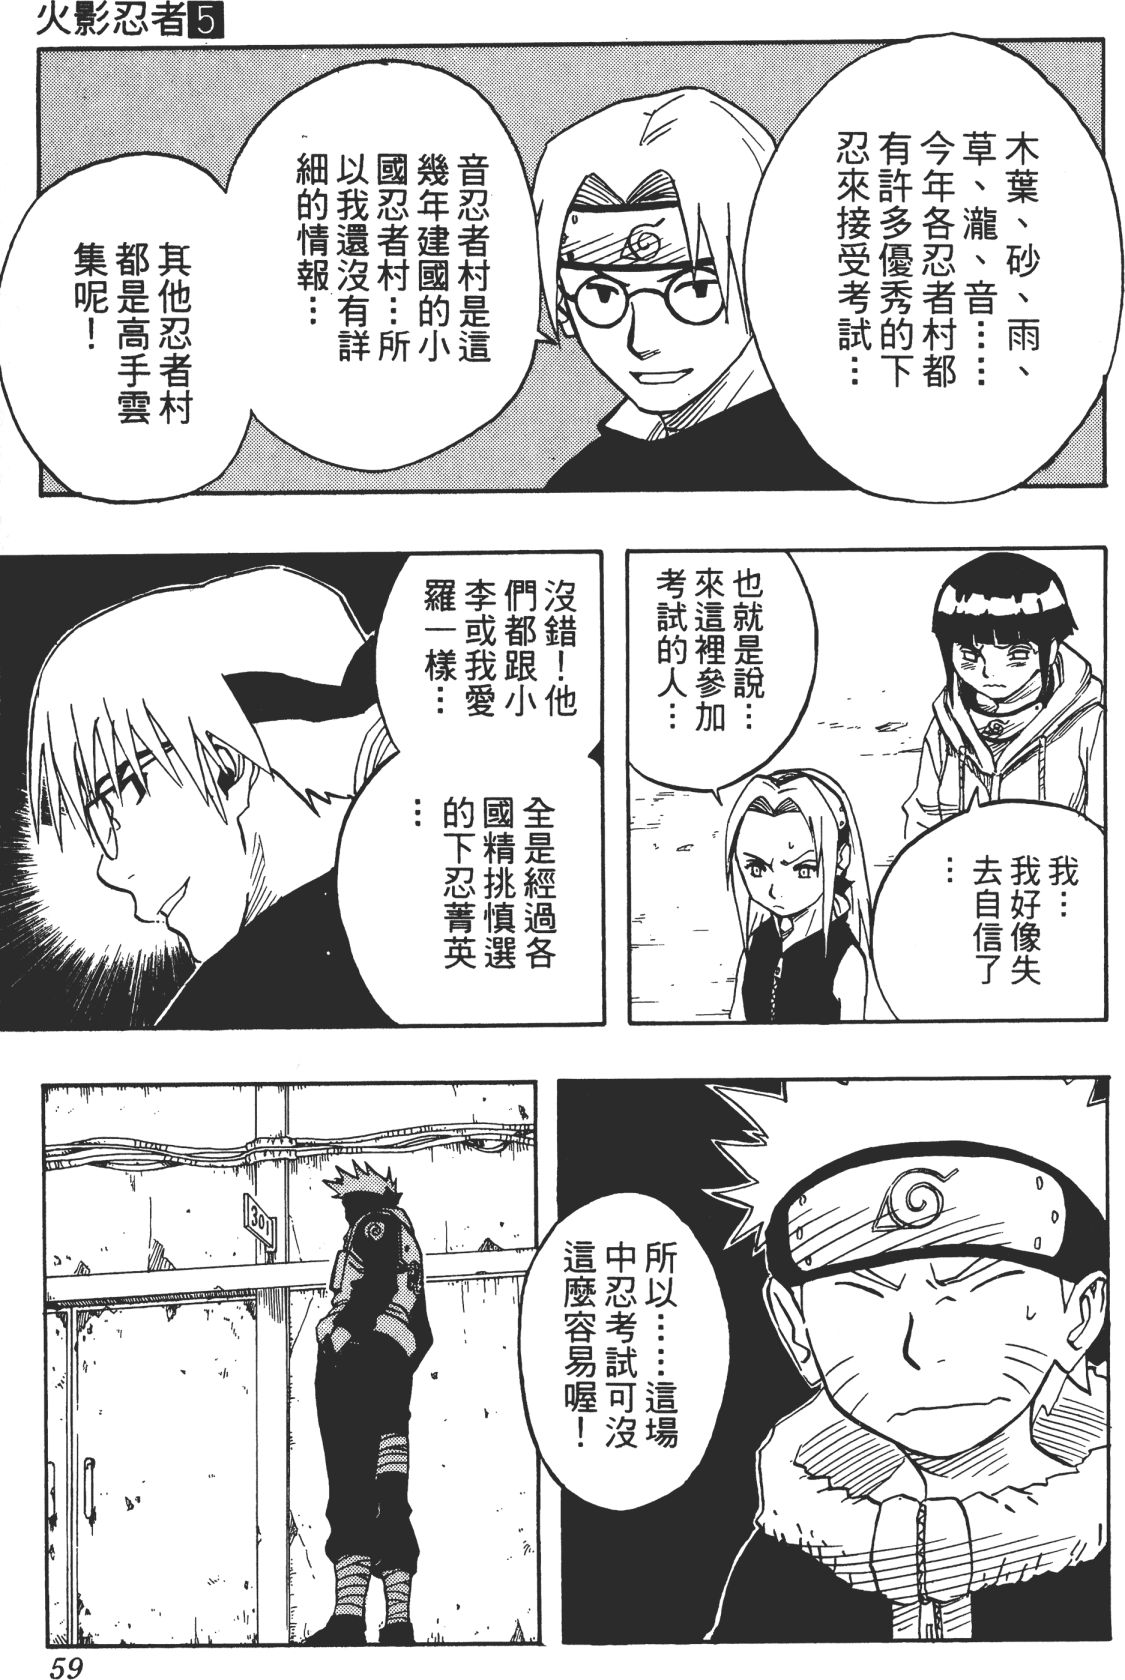 火影忍者5
木葉、砂、雨、
草、瀧、音……
今年各忍者村都
有許多優秀的下
忍來接受考試…
音忍者村是這
幾年建國的小
國忍者村…所
以我還沒有詳
細的情報…
其他忍者村
都是高手雲
集呢！
也就是說…
來這裡參加
考試的人…
我…
我好像失
去自信了
…
沒錯！他
們都跟小
李或我愛
羅一樣…
全是經過各
國精挑慎選
的下忍菁英
…
所以……這場
中忍考試可沒
這麼容易喔！
301
59